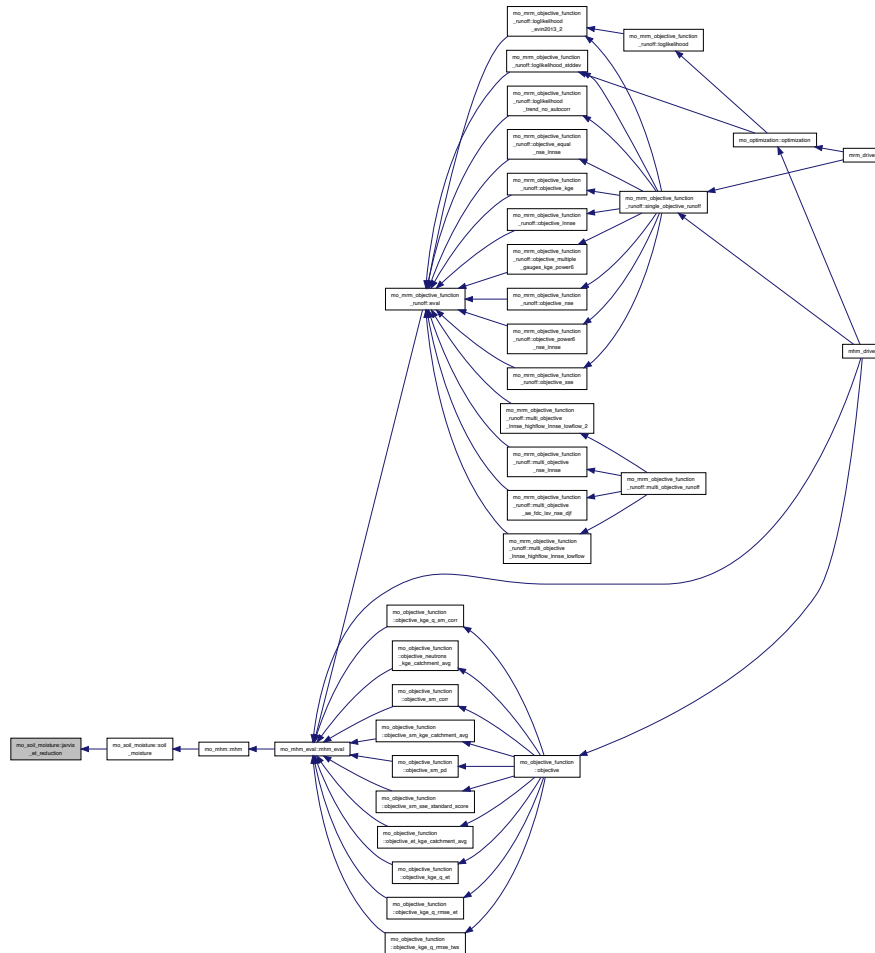 mo_mrm_objective_function
_runoff::loglikelihood
_evin2013_2
mo_mrm_objective_function
_runoff::loglikelihood
mo_mrm_objective_function
_runoff::loglikelihood_stddev
mo_mrm_objective_function
_runoff::loglikelihood
_trend_no_autocorr
mo_optimization::optimization
mrm_driver
mo_mrm_objective_function
_runoff::objective_equal
_nse_lnnse
mo_mrm_objective_function
_runoff::objective_kge
mo_mrm_objective_function
_runoff::single_objective_runoff
mo_mrm_objective_function
_runoff::objective_lnnse
mo_mrm_objective_function
_runoff::objective_multiple
_gauges_kge_power6
mo_mrm_objective_function
_runoff::eval
mo_mrm_objective_function
_runoff::objective_nse
mo_mrm_objective_function
_runoff::objective_power6
_nse_lnnse
mhm_driver
mo_mrm_objective_function
_runoff::objective_sse
mo_mrm_objective_function
_runoff::multi_objective
_lnnse_highflow_lnnse_lowflow_2
mo_mrm_objective_function
_runoff::multi_objective
_nse_lnnse
mo_mrm_objective_function
_runoff::multi_objective_runoff
mo_mrm_objective_function
_runoff::multi_objective
_ae_fdc_lsv_nse_djf
mo_mrm_objective_function
_runoff::multi_objective
_lnnse_highflow_lnnse_lowflow
mo_objective_function
::objective_kge_q_sm_corr
mo_objective_function
::objective_neutrons
_kge_catchment_avg
mo_objective_function
::objective_sm_corr
mo_objective_function
::objective_sm_kge_catchment_avg
mo_soil_moisture::jarvis
_et_reduction
mo_soil_moisture::soil
_moisture
mo_mhm::mhm
mo_mhm_eval::mhm_eval
mo_objective_function
::objective_sm_pd
mo_objective_function
::objective
mo_objective_function
::objective_sm_sse_standard_score
mo_objective_function
::objective_et_kge_catchment_avg
mo_objective_function
::objective_kge_q_et
mo_objective_function
::objective_kge_q_rmse_et
mo_objective_function
::objective_kge_q_rmse_tws